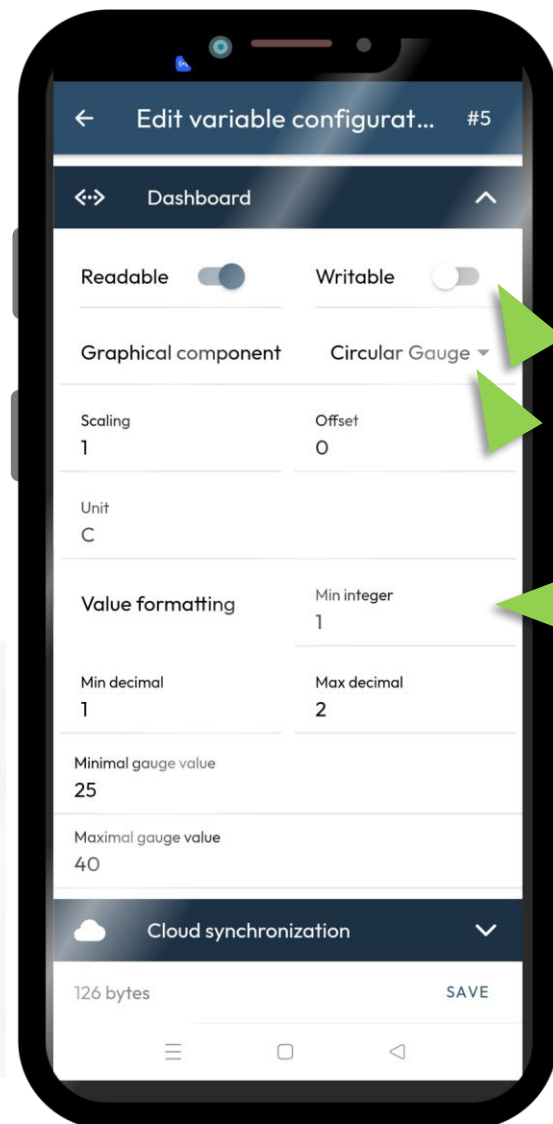 Edit variable configurat... #5
Dashboard
Readable Writable
Graphical component Circular Gauge
Scaling Offset
1 0
Unit
C
Value formatting Min integer
1
Min decimal Max decimal
1 2
Minimal gauge value
25
Maximal gauge value
40
Cloud synchronization
126 bytes SAVE